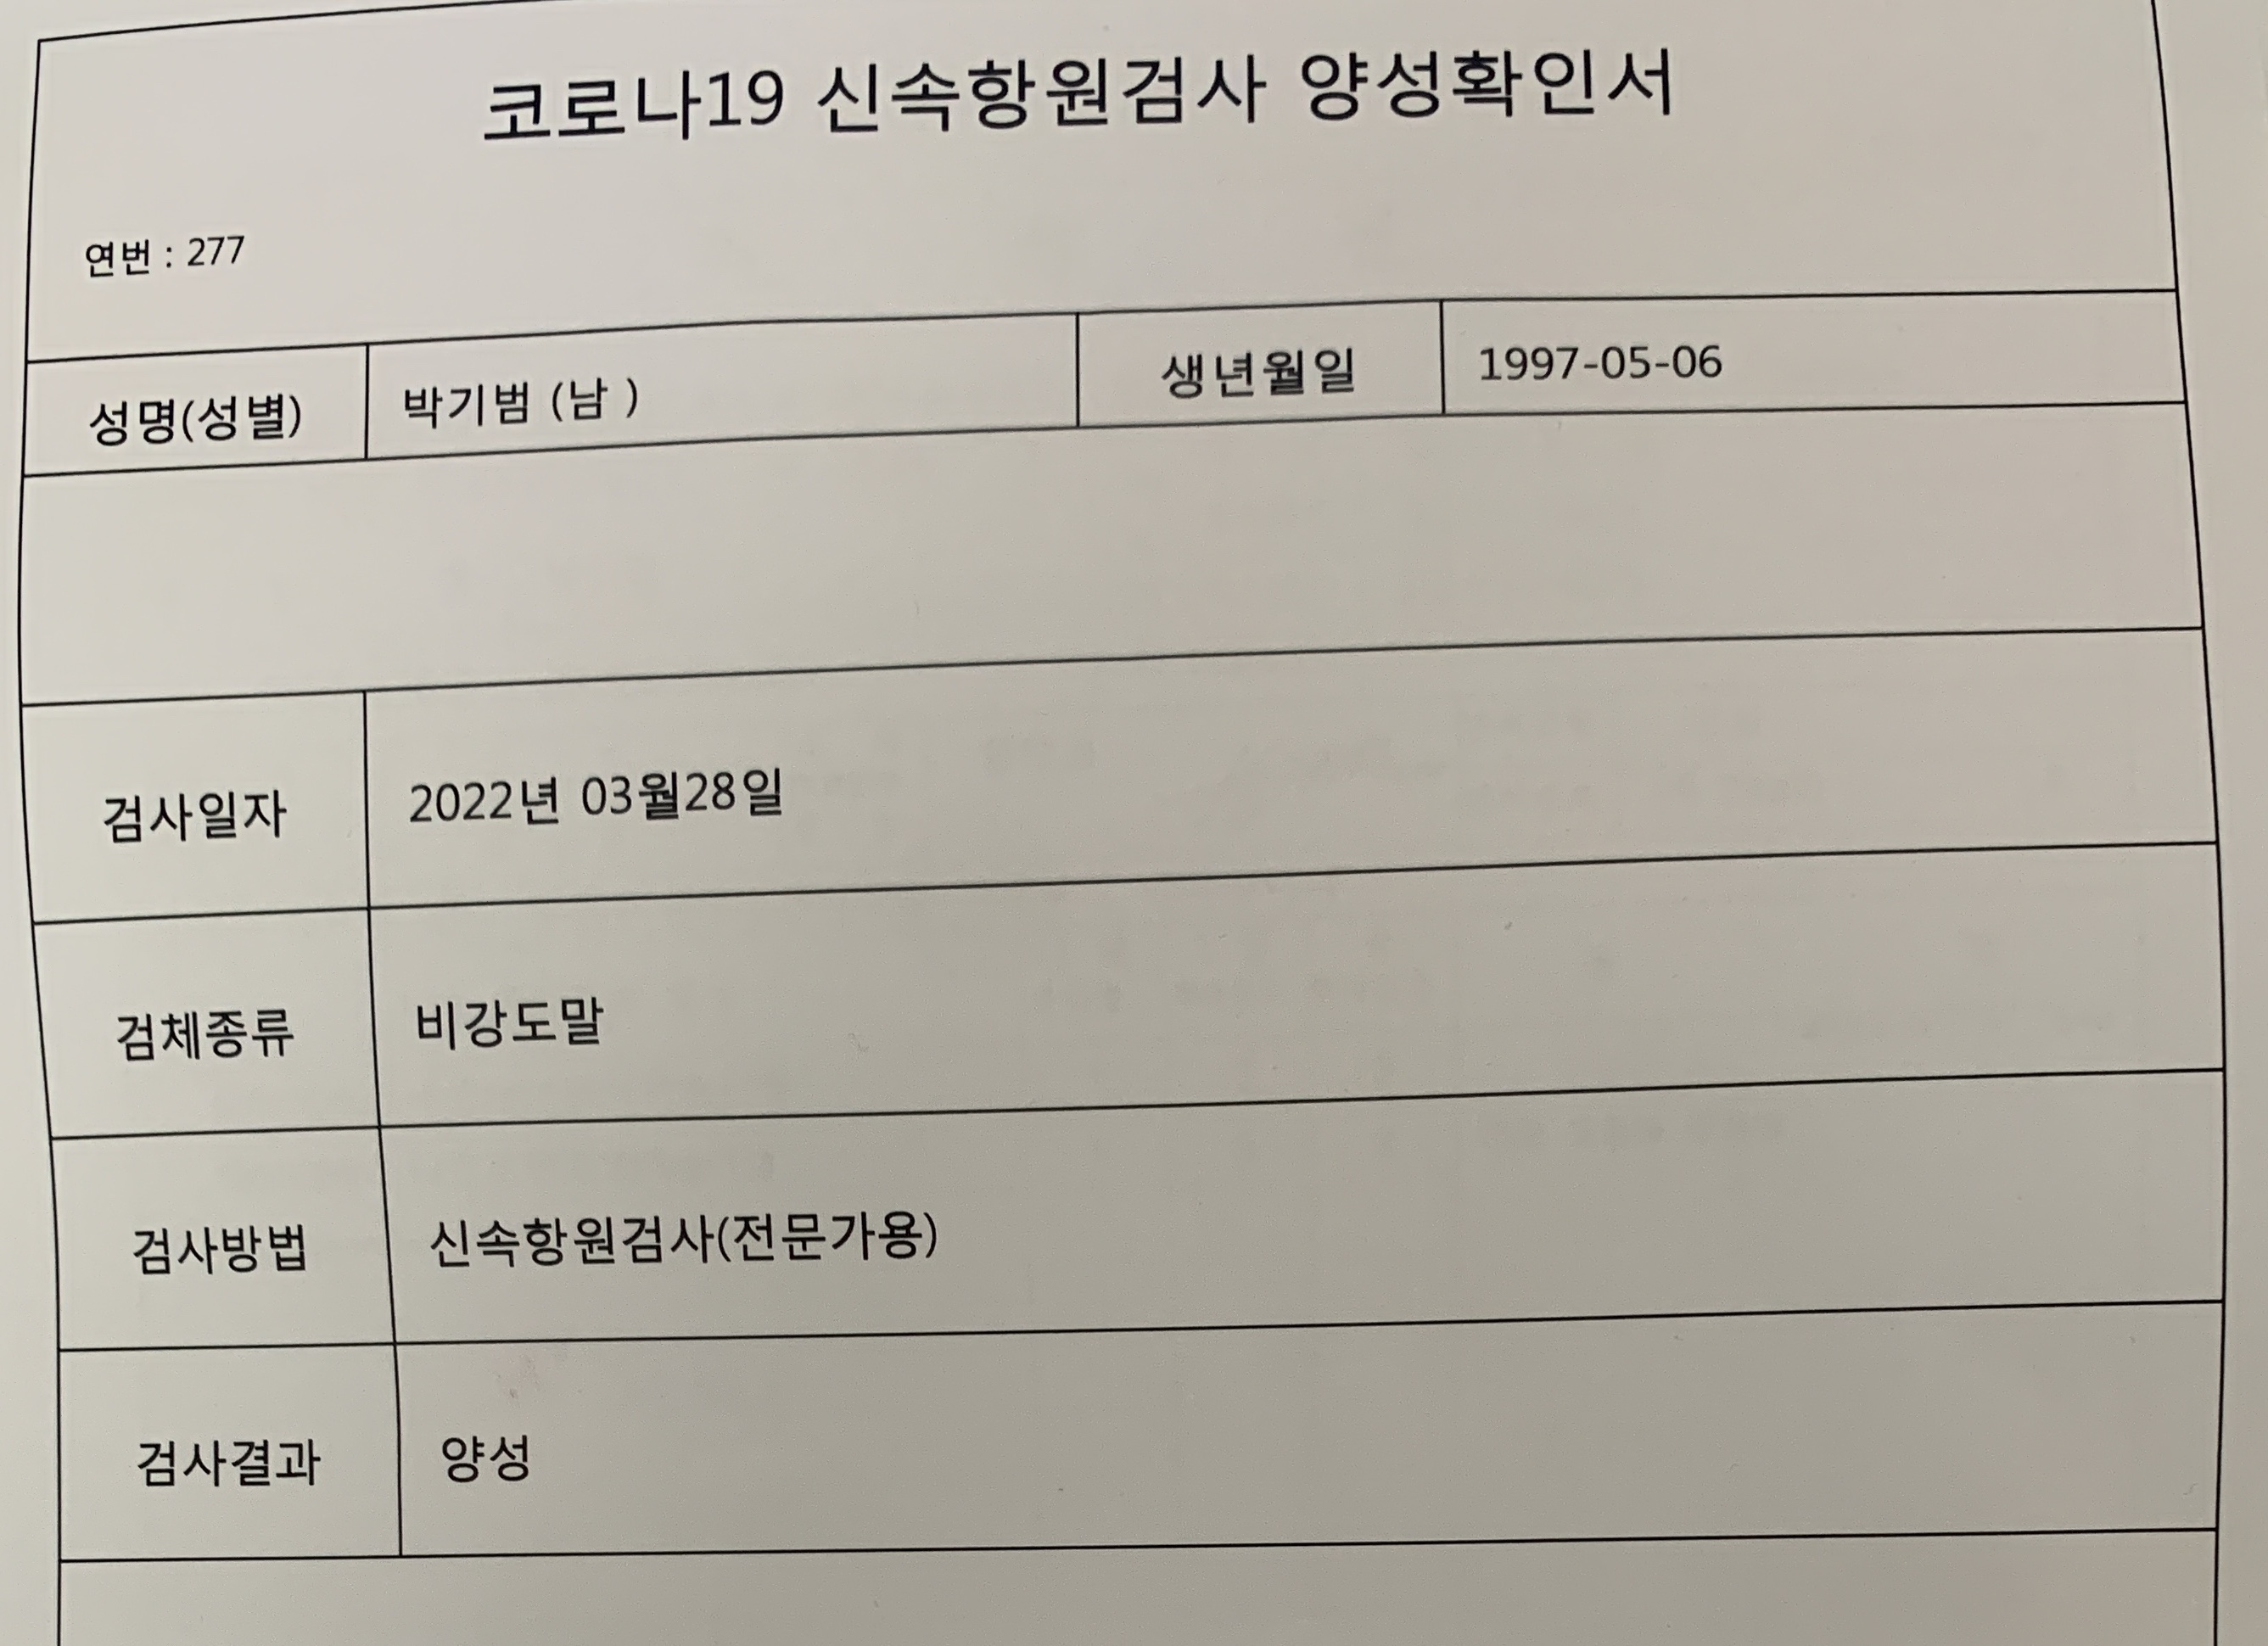 코로나19 신속항원검사 양성확인서
연번 : 277
성명(성별) 박기범 (남 ) 생년월일 1997-05-06
검사일자 2022년 03월28일
검체종류 비강도말
검사방법 신속항원검사(전문가용)
검사결과 양성